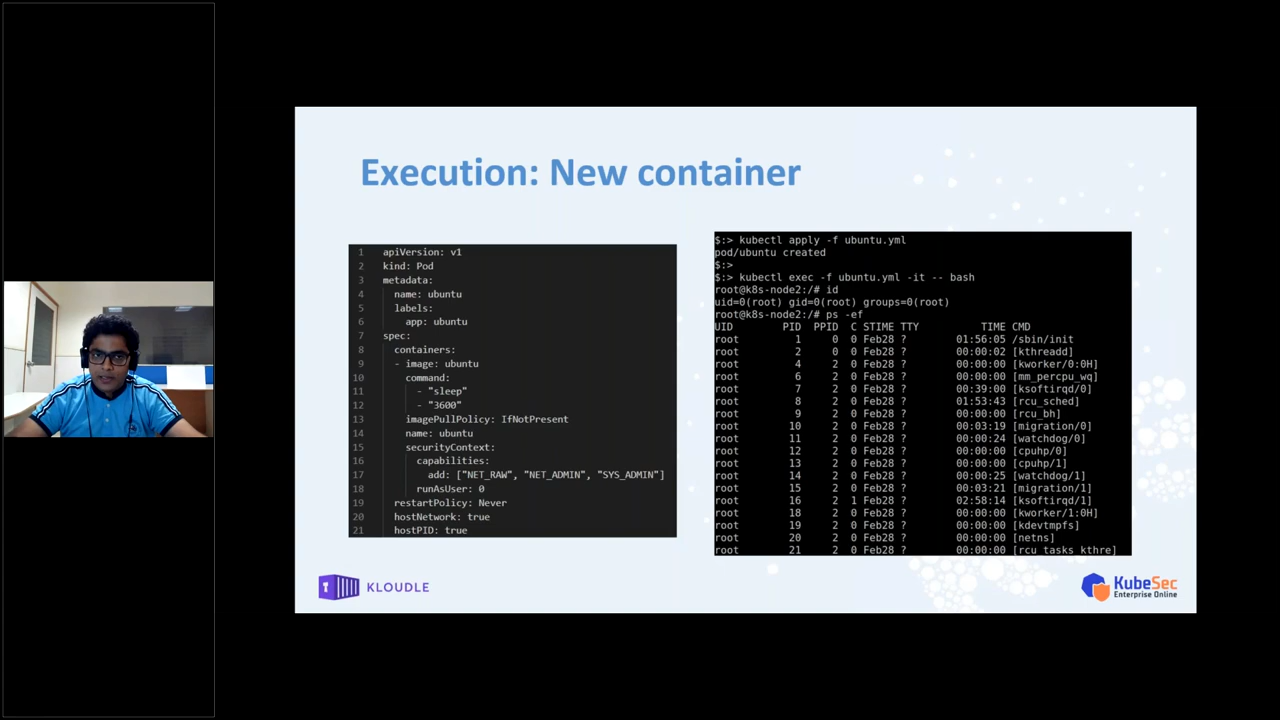 Execution: New container
1 apiVersion: v1
2 kind: Pod
3 metadata:
4 name: ubuntu
5 labels:
6 app: ubuntu
7 spec:
8 containers:
9 - image: ubuntu
10 command:
11 - "sleep"
12 - "3600"
13 imagePullPolicy: IfNotPresent
14 name: ubuntu
15 securityContext:
16 capabilities:
17 add: ["NET_RAW", "NET_ADMIN", "SYS_ADMIN"]
18 runAsUser: 0
19 restartPolicy: Never
20 hostNetwork: true
21 hostPID: true
$:> kubectl apply -f ubuntu.yml
pod/ubuntu created
$:>
$:> kubectl exec -f ubuntu.yml -it -- bash
root@k8s-node2:/# id
uid=0(root) gid=0(root) groups=0(root)
root@k8s-node2:/# ps -ef
UID PID PPID C STIME TTY TIME CMD
root 1 0 0 Feb28 ? 01:56:05 /sbin/init
root 2 0 0 Feb28 ? 00:00:02 [kthreadd]
root 4 2 0 Feb28 ? 00:00:00 [kworker/0:0H]
root 6 2 0 Feb28 ? 00:00:00 [mm_percpu_wq]
root 7 2 0 Feb28 ? 00:39:00 [ksoftirqd/0]
root 8 2 0 Feb28 ? 01:53:43 [rcu_sched]
root 9 2 0 Feb28 ? 00:00:00 [rcu_bh]
root 10 2 0 Feb28 ? 00:03:19 [migration/0]
root 11 2 0 Feb28 ? 00:00:24 [watchdog/0]
root 12 2 0 Feb28 ? 00:00:00 [cpuhp/0]
root 13 2 0 Feb28 ? 00:00:00 [cpuhp/1]
root 14 2 0 Feb28 ? 00:00:25 [watchdog/1]
root 15 2 0 Feb28 ? 00:03:21 [migration/1]
root 16 2 1 Feb28 ? 02:58:14 [ksoftirqd/1]
root 18 2 0 Feb28 ? 00:00:00 [kworker/1:0H]
root 19 2 0 Feb28 ? 00:00:00 [kdevtmpfs]
root 20 2 0 Feb28 ? 00:00:00 [netns]
root 21 2 0 Feb28 ? 00:00:00 [rcu_tasks_kthre]
KLOUDLE
KubeSec
Enterprise Online